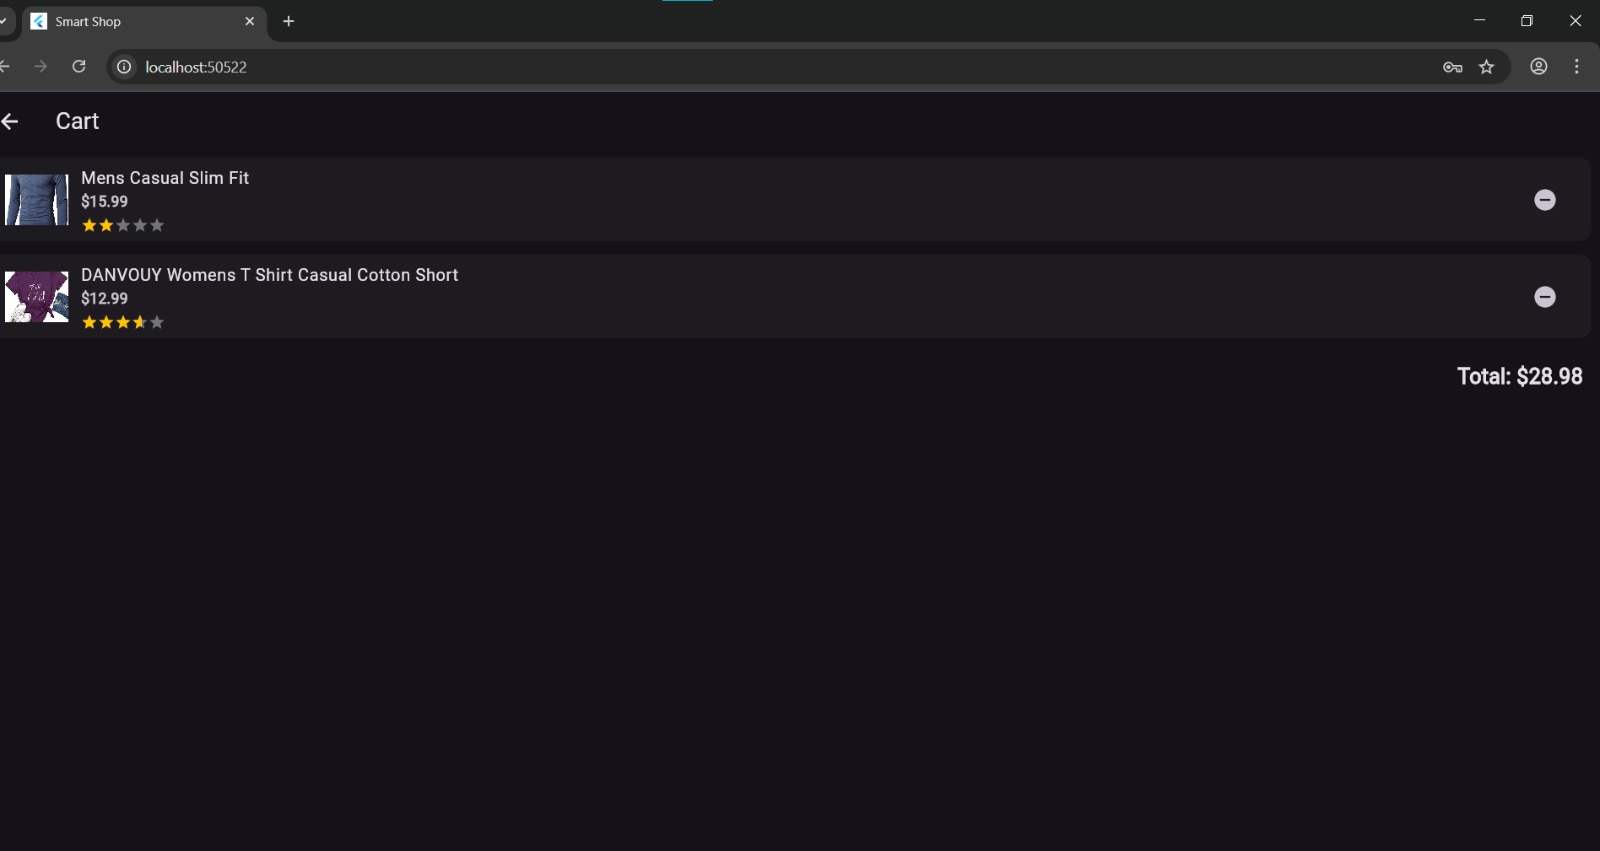 Smart Shop
localhost:50522
Cart
Mens Casual Slim Fit
$15.99
DANVOUY Womens T Shirt Casual Cotton Short
$12.99
Total: $28.98